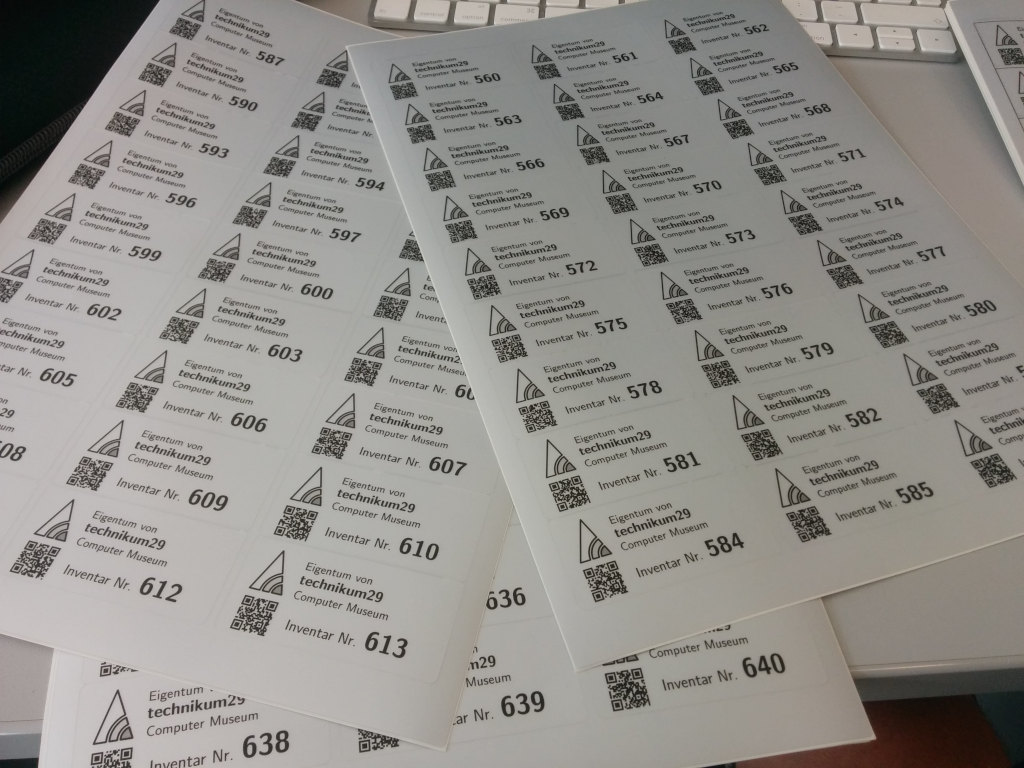 Eigentum von
technikum29
Computer Museum
Inventar Nr. 587
Eigentum von
technikum29
Computer Museum
Inventar Nr. 590
Eigentum von
technikum29
Computer Museum
Inventar Nr. 593
Eigentum von
technikum29
Computer Museum
Inventar Nr. 596
Eigentum von
technikum29
Computer Museum
Inventar Nr. 599
Eigentum von
technikum29
Computer Museum
Inventar Nr. 602
Eigentum von
technikum29
Computer Museum
Nr. 605
Eigentum von
technikum29
Computer Museum
Inventar Nr. 594
Eigentum von
technikum29
Computer Museum
Inventar Nr. 597
Eigentum von
technikum29
Computer Museum
Inventar Nr. 600
Eigentum von
technikum29
Computer Museum
Inventar Nr. 603
Eigentum von
technikum29
Computer Museum
Inventar Nr. 606
Eigentum von
technikum29
Computer Museum
Inventar Nr. 609
Eigentum von
technikum29
Computer Museum
Inventar Nr. 612
Eigentum von
technikum29
Computer Museum
Inventar Nr. 607
Eigentum von
technikum29
Computer Museum
Inventar Nr. 610
Eigentum von
technikum29
Computer Museum
Inventar Nr. 613
Eigentum von
technikum29
Computer Museum
Inventar Nr. 560
Eigentum von
technikum29
Computer Museum
Inventar Nr. 561
Eigentum von
technikum29
Computer Museum
Inventar Nr. 562
Eigentum von
technikum29
Computer Museum
Inventar Nr. 563
Eigentum von
technikum29
Computer Museum
Inventar Nr. 564
Eigentum von
technikum29
Computer Museum
Inventar Nr. 565
Eigentum von
technikum29
Computer Museum
Inventar Nr. 566
Eigentum von
technikum29
Computer Museum
Inventar Nr. 567
Eigentum von
technikum29
Computer Museum
Inventar Nr. 568
Eigentum von
technikum29
Computer Museum
Inventar Nr. 569
Eigentum von
technikum29
Computer Museum
Inventar Nr. 570
Eigentum von
technikum29
Computer Museum
Inventar Nr. 571
Eigentum von
technikum29
Computer Museum
Inventar Nr. 572
Eigentum von
technikum29
Computer Museum
Inventar Nr. 573
Eigentum von
technikum29
Computer Museum
Inventar Nr. 574
Eigentum von
technikum29
Computer Museum
Inventar Nr. 575
Eigentum von
technikum29
Computer Museum
Inventar Nr. 576
Eigentum von
technikum29
Computer Museum
Inventar Nr. 577
Eigentum von
technikum29
Computer Museum
Inventar Nr. 578
Eigentum von
technikum29
Computer Museum
Inventar Nr. 579
Eigentum von
technikum29
Computer Museum
Inventar Nr. 580
Eigentum von
technikum29
Computer Museum
Inventar Nr. 581
Eigentum von
technikum29
Computer Museum
Inventar Nr. 582
Eigentum von
technikum29
Computer Museum
Inventar Nr.
Eigentum von
technikum29
Computer Museum
Inventar Nr. 584
Eigentum von
technikum29
Computer Museum
Inventar Nr. 585
636
Eigentum
technikum29
Computer Museum
Inventar Nr. 638
Museum
Nr. 639
Computer Museum
Inventar Nr. 640